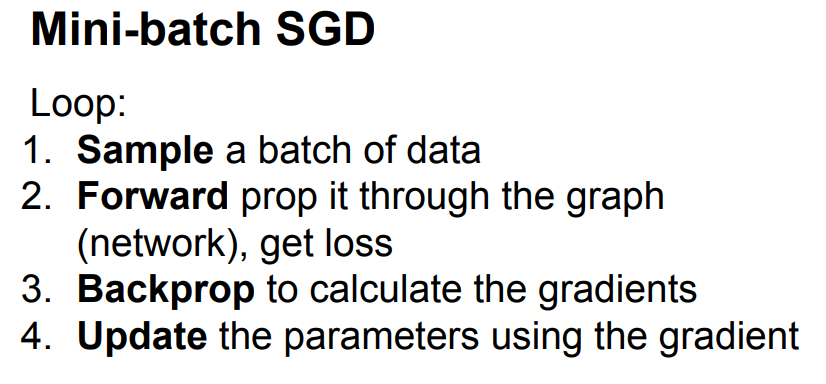 Mini-batch SGD
Loop:
1. Sample a batch of data
2. Forward prop it through the graph
(network), get loss
3. Backprop to calculate the gradients
4. Update the parameters using the gradient